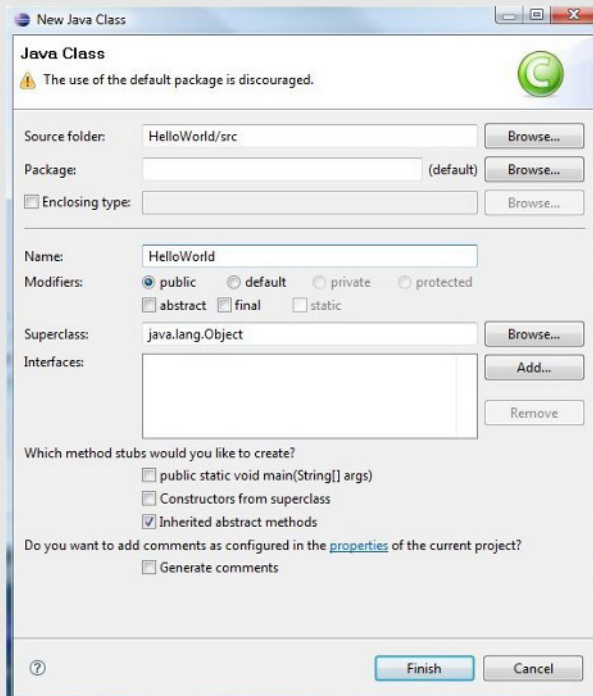 New Java Class
Java Class
The use of the default package is discouraged.
C
Source folder: HelloWorld/src Browse...
Package: (default) Browse...
Enclosing type: Browse...
Name: HelloWorld
Modifiers: public default private protected
abstract final static
Superclass: java.lang.Object Browse...
Interfaces: Add...
Remove
Which method stubs would you like to create?
public static void main(String[] args)
Constructors from superclass
Inherited abstract methods
Do you want to add comments as configured in the properties of the current project?
Generate comments
? Finish Cancel